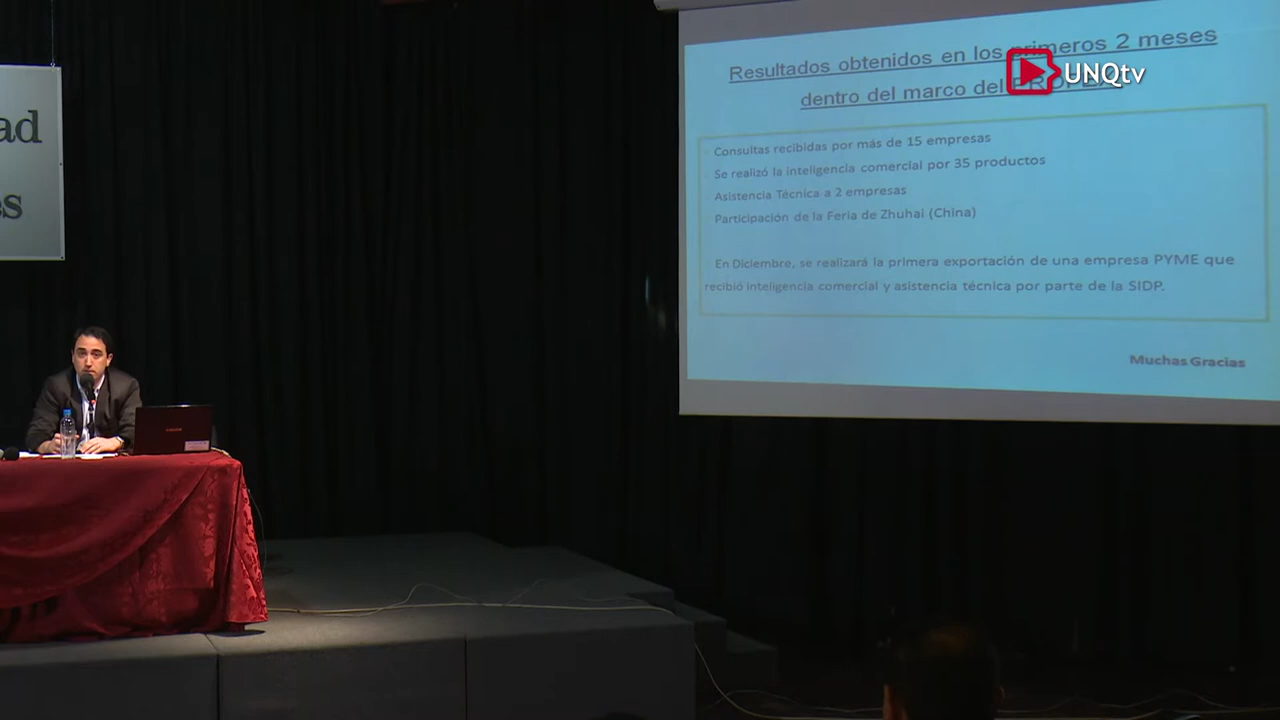 ad
es
Resultados obtenidos en los primeros 2 meses
dentro del marco del
UNQtv
Consultas recibidas por más de 15 empresas
Se realizó la inteligencia comercial por 35 productos
Asistencia Técnica a 2 empresas
Participación de la Feria de Zhuhai (China)
En Diciembre, se realizará la primera exportación de una empresa PYME que
recibió inteligencia comercial y asistencia técnica por parte de la SIDP.
Muchas Gracias